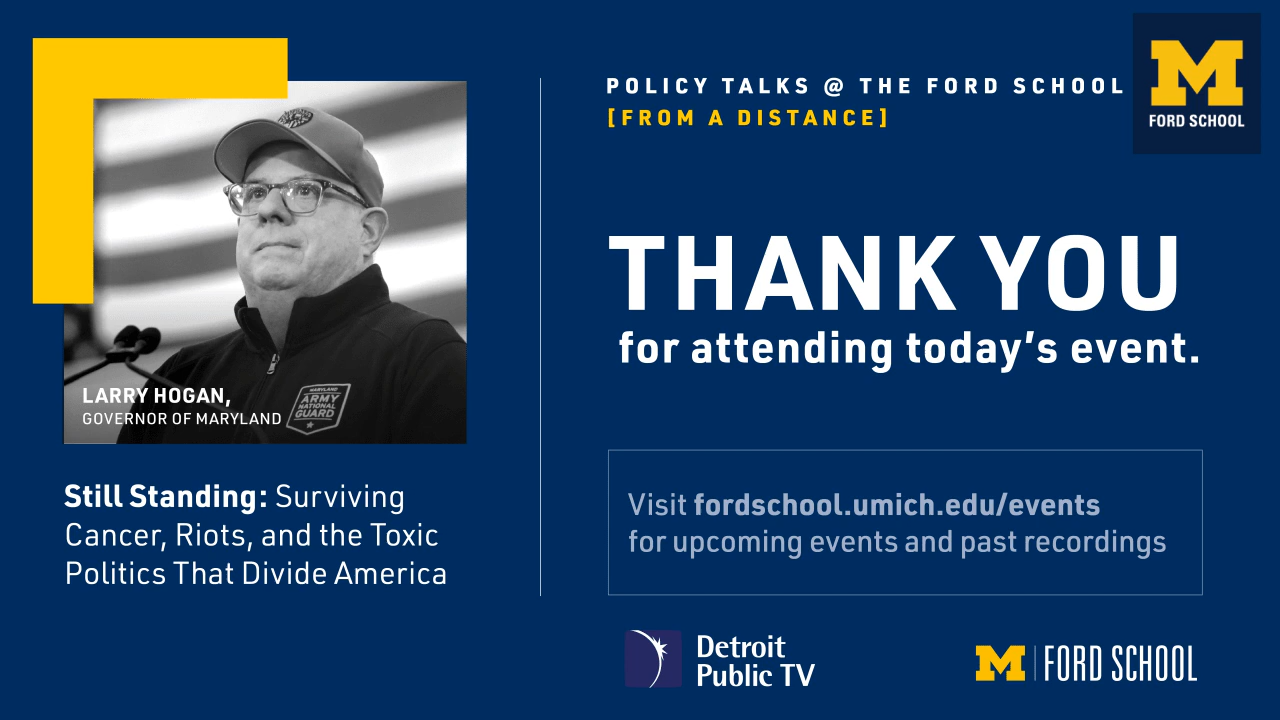 POLICY TALKS @ THE FORD SCHOOL
[FROM A DISTANCE]
M
FORD SCHOOL
THANK YOU
for attending today’s event.
MARYLAND
ARMY
NATIONAL
GUARD
LARRY HOGAN,
GOVERNOR OF MARYLAND
Still Standing: Surviving
Cancer, Riots, and the Toxic
Politics That Divide America
Visit fordschool.umich.edu/events
for upcoming events and past recordings
Detroit
Public TV
M FORD SCHOOL